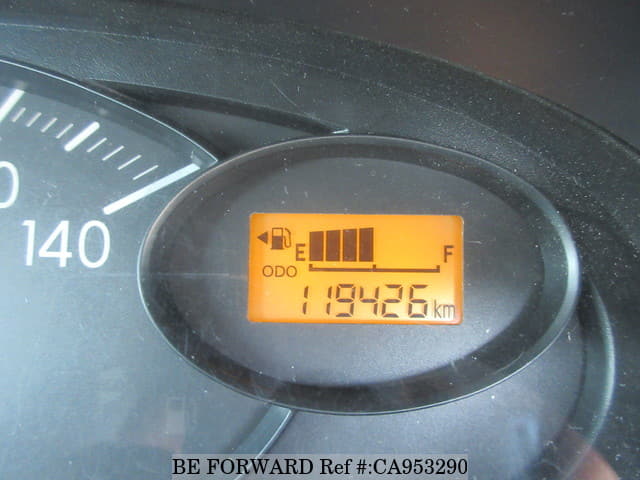 140
E F
ODO
119426 km
BE FORWARD Ref #:CA953290